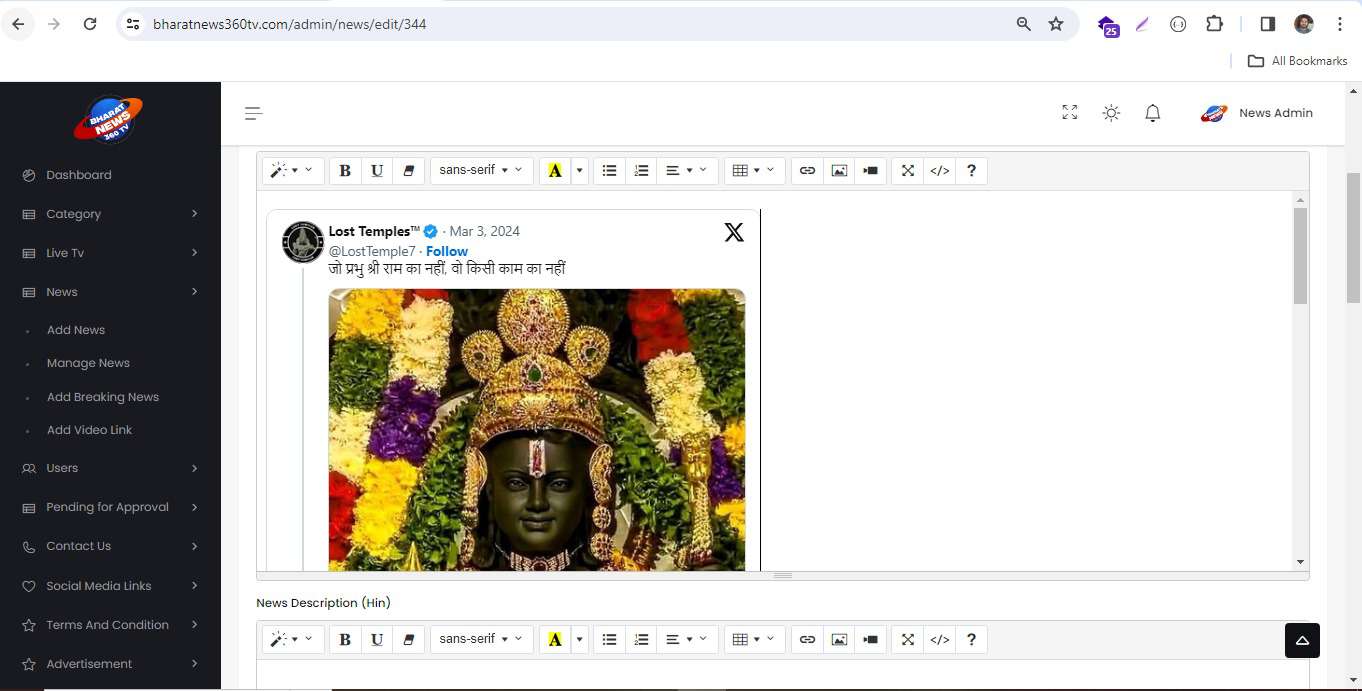 bharatnews360tv.com/admin/news/edit/344
25
All Bookmarks
BHARAT
NEWS
360 TV
News Admin
Dashboard
Category
Live Tv
News
Add News
Manage News
Add Breaking News
Add Video Link
Users
Pending for Approval
Contact Us
Social Media Links
Terms And Condition
Advertisement
B U sans-serif A </> ?
Lost Temples™ · Mar 3, 2024
@LostTemple7 · Follow
जो प्रभु श्री राम का नहीं, वो किसी काम का नहीं
News Description (Hin)
B U sans-serif A </> ?